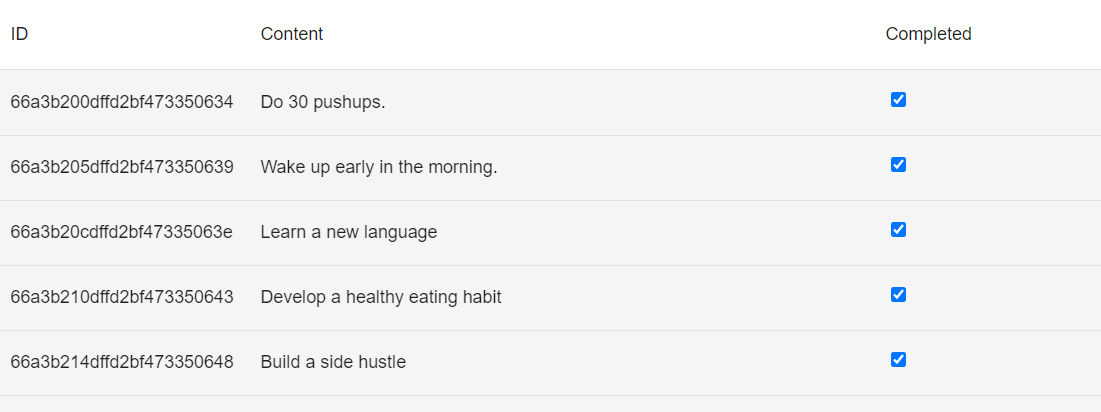 ID Content Completed
66a3b200dffd2bf473350634 Do 30 pushups.
66a3b205dffd2bf473350639 Wake up early in the morning.
66a3b20cdffd2bf47335063e Learn a new language
66a3b210dffd2bf473350643 Develop a healthy eating habit
66a3b214dffd2bf473350648 Build a side hustle